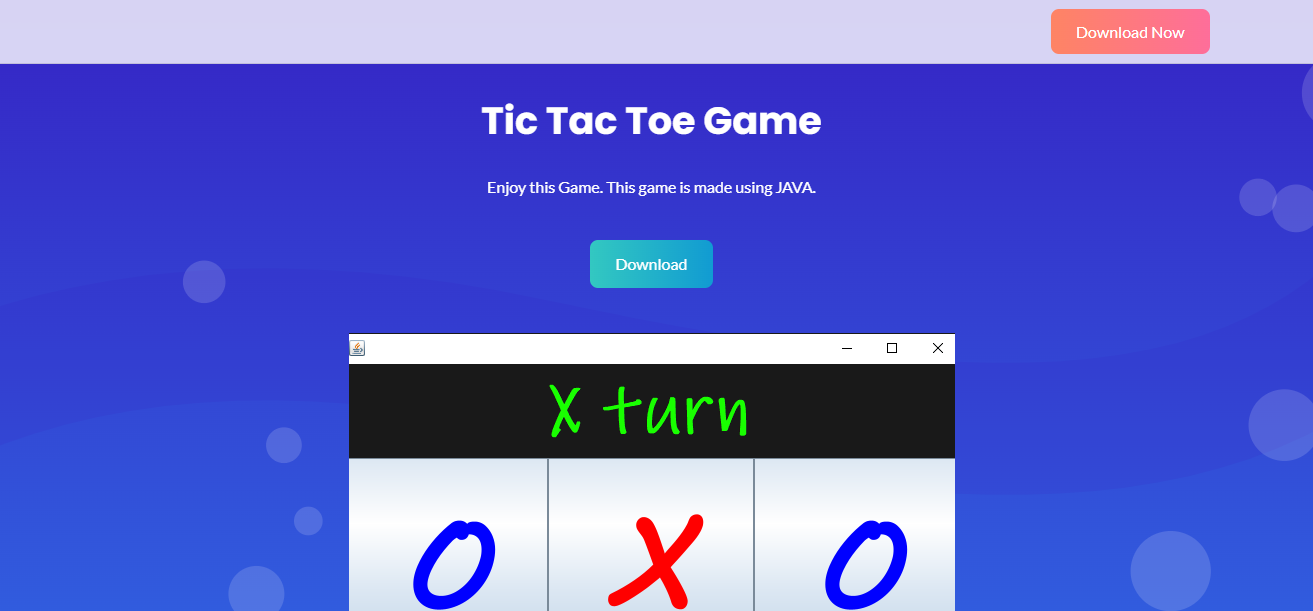 Download Now
Tic Tac Toe Game
Enjoy this Game. This game is made using JAVA.
Download
X turn
O X O